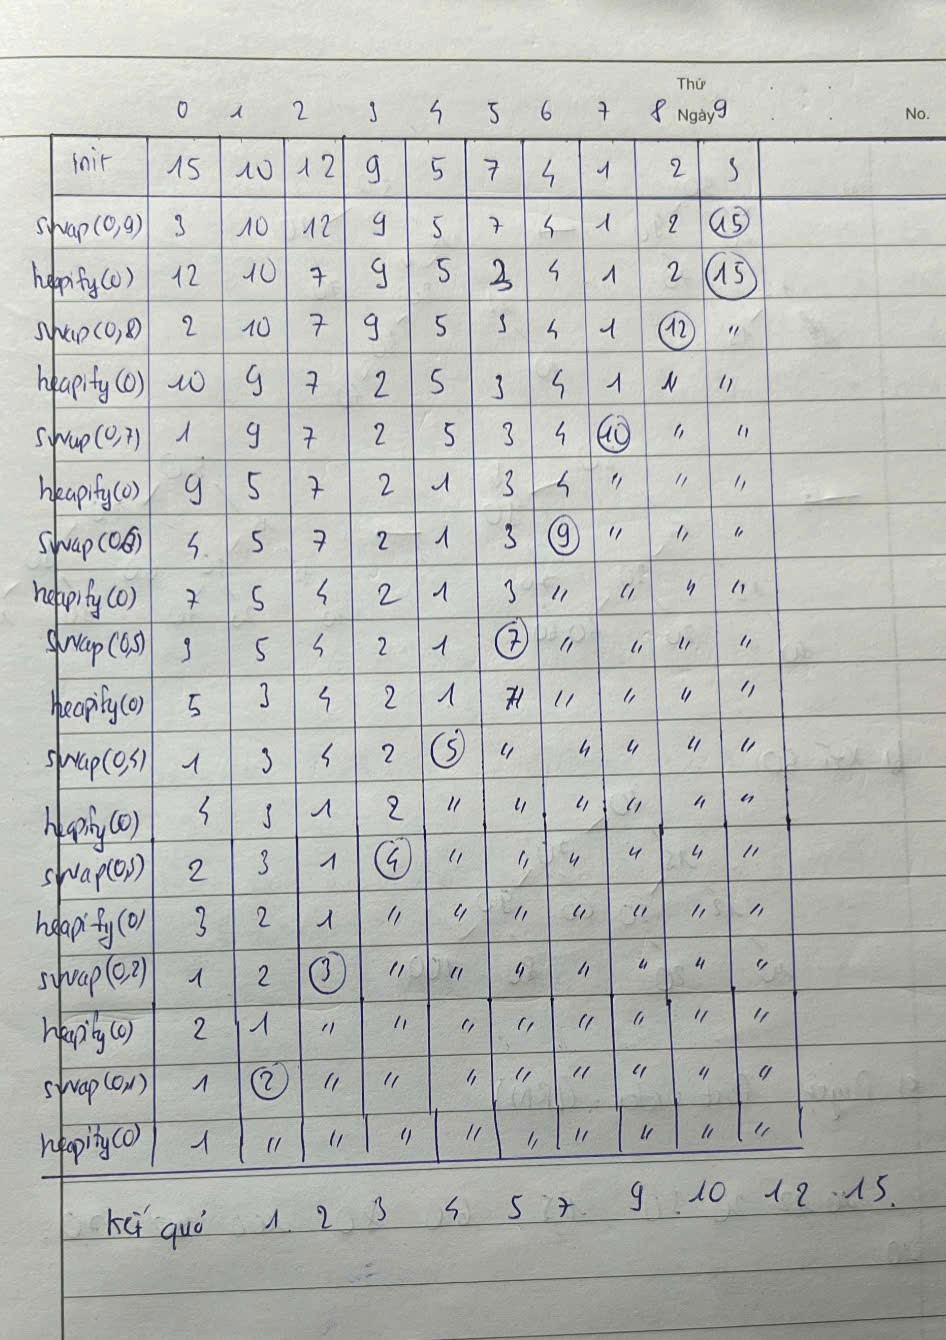 Thứ
0 1 2 3 4 5 6 7 8 Ngày 9 No.
init 15 10 12 9 5 7 4 1 2 3
swap(0,9) 3 10 12 9 5 7 4 1 2 15
heapify(0) 12 10 7 9 5 3 4 1 2 15
swap(0,8) 2 10 7 9 5 3 4 1 12 "
heapify(0) 10 9 7 2 5 3 4 1 " "
swap(0,7) 1 9 7 2 5 3 4 10 " "
heapify(0) 9 5 7 2 1 3 4 " " "
swap(0,6) 4 5 7 2 1 3 9 " " "
heapify(0) 7 5 4 2 1 3 " " " "
swap(0,5) 3 5 4 2 1 7 " " " "
heapify(0) 5 3 4 2 1 " " " " "
swap(0,4) 1 3 4 2 5 " " " " "
heapify(0) 4 3 1 2 " " " " " "
swap(0,3) 2 3 1 4 " " " " " "
heapify(0) 3 2 1 " " " " " " "
swap(0,2) 1 2 3 " " " " " " "
heapify(0) 2 1 " " " " " " " "
swap(0,1) 1 2 " " " " " " " "
heapify(0) 1 " " " " " " " " "
Kết quả 1 2 3 4 5 7 9 10 12 15.